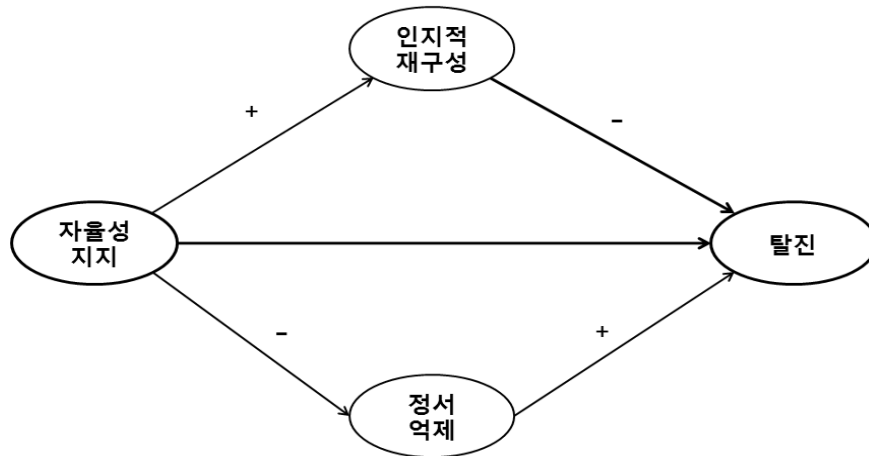 인지적
재구성
+
-
자율성
지지
탈진
-
+
정서
억제